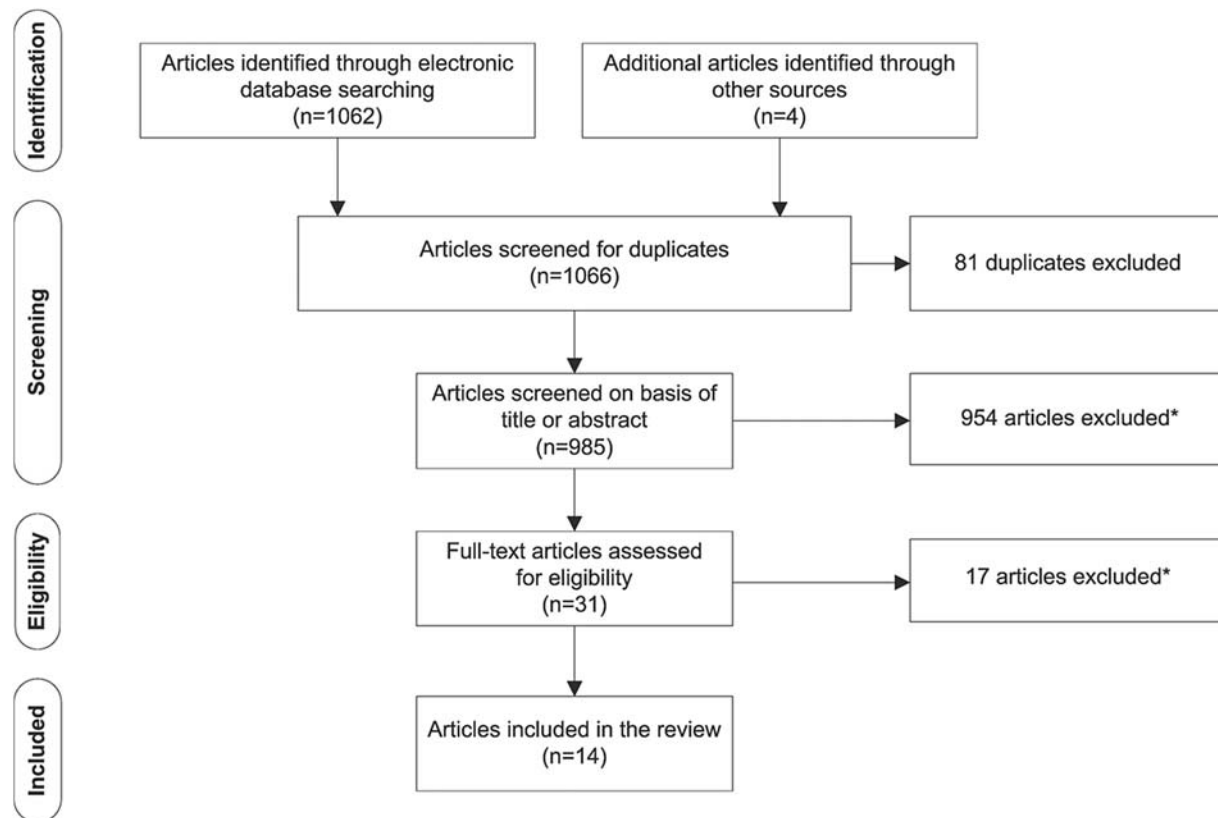 Identification
Articles identified through electronic
database searching
(n=1062)
Additional articles identified through
other sources
(n=4)
Screening
Articles screened for duplicates
(n=1066)
81 duplicates excluded
Articles screened on basis of
title or abstract
(n=985)
954 articles excluded*
Eligibility
Full-text articles assessed
for eligibility
(n=31)
17 articles excluded*
Included
Articles included in the review
(n=14)